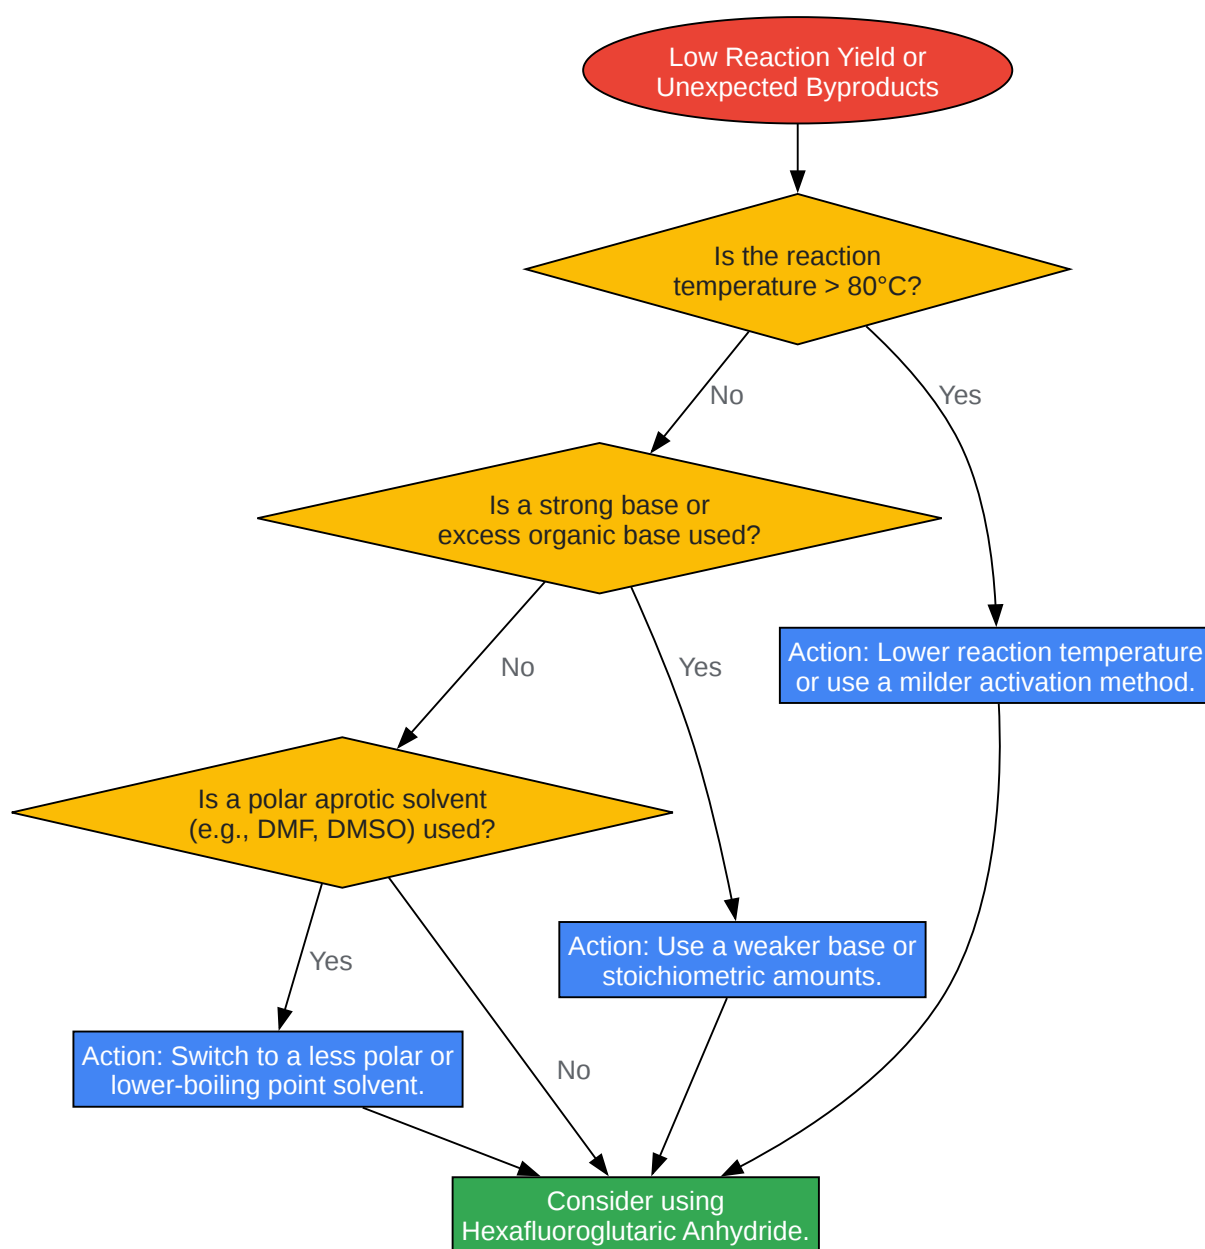 Low Reaction Yield or
Unexpected Byproducts
Is the reaction
temperature > 80°C?
No
Yes
Is a strong base or
excess organic base used?
No
Yes
Action: Lower reaction temperature
or use a milder activation method.
Is a polar aprotic solvent
(e.g., DMF, DMSO) used?
Yes
No
Action: Use a weaker base or
stoichiometric amounts.
Action: Switch to a less polar or
lower-boiling point solvent.
Consider using
Hexafluoroglutaric Anhydride.